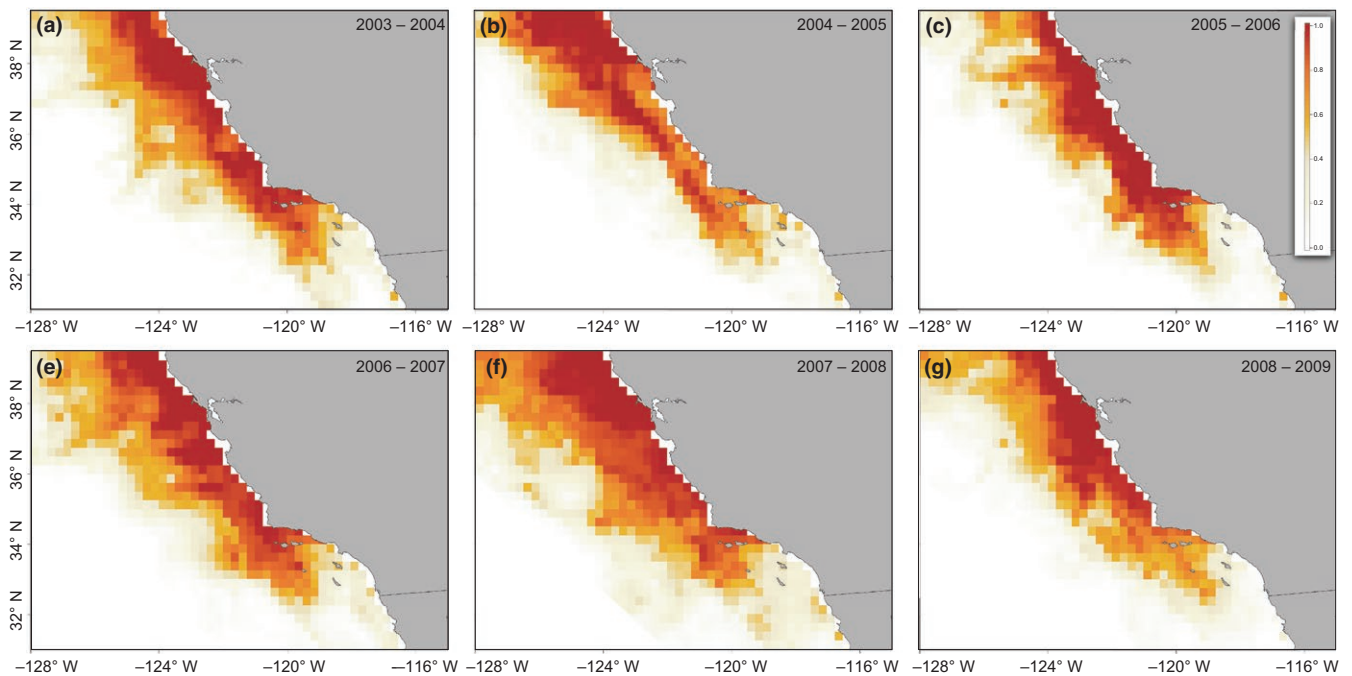 (a) 2003 – 2004
(b) 2004 – 2005
(c) 2005 – 2006
1.0
0.8
0.6
0.4
0.2
0.0
38° N
36° N
34° N
32° N
–128° W –124° W –120° W –116° W
–128° W –124° W –120° W –116° W
–128° W –124° W –120° W –116° W
(e) 2006 – 2007
(f) 2007 – 2008
(g) 2008 – 2009
38° N
36° N
34° N
32° N
–128° W –124° W –120° W –116° W
–128° W –124° W –120° W –116° W
–128° W –124° W –120° W –116° W